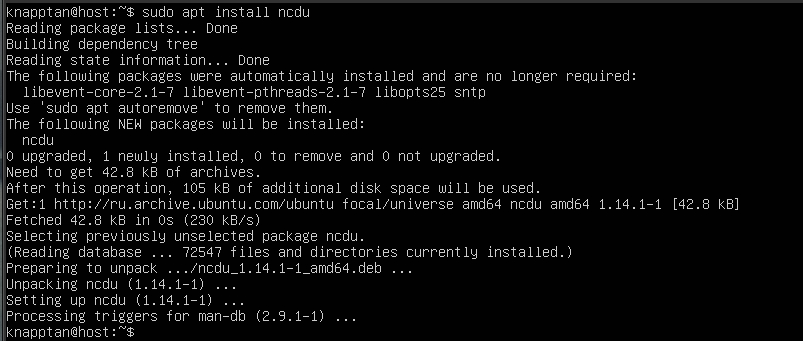 knapptan@host:~$ sudo apt install ncdu
Reading package lists... Done
Building dependency tree
Reading state information... Done
The following packages were automatically installed and are no longer required:
  libevent-core-2.1-7 libevent-pthreads-2.1-7 libopts25 sntp
Use 'sudo apt autoremove' to remove them.
The following NEW packages will be installed:
  ncdu
0 upgraded, 1 newly installed, 0 to remove and 0 not upgraded.
Need to get 42.8 kB of archives.
After this operation, 105 kB of additional disk space will be used.
Get:1 http://ru.archive.ubuntu.com/ubuntu focal/universe amd64 ncdu amd64 1.14.1-1 [42.8 kB]
Fetched 42.8 kB in 0s (230 kB/s)
Selecting previously unselected package ncdu.
(Reading database ... 72547 files and directories currently installed.)
Preparing to unpack .../ncdu_1.14.1-1_amd64.deb ...
Unpacking ncdu (1.14.1-1) ...
Setting up ncdu (1.14.1-1) ...
Processing triggers for man-db (2.9.1-1) ...
knapptan@host:~$